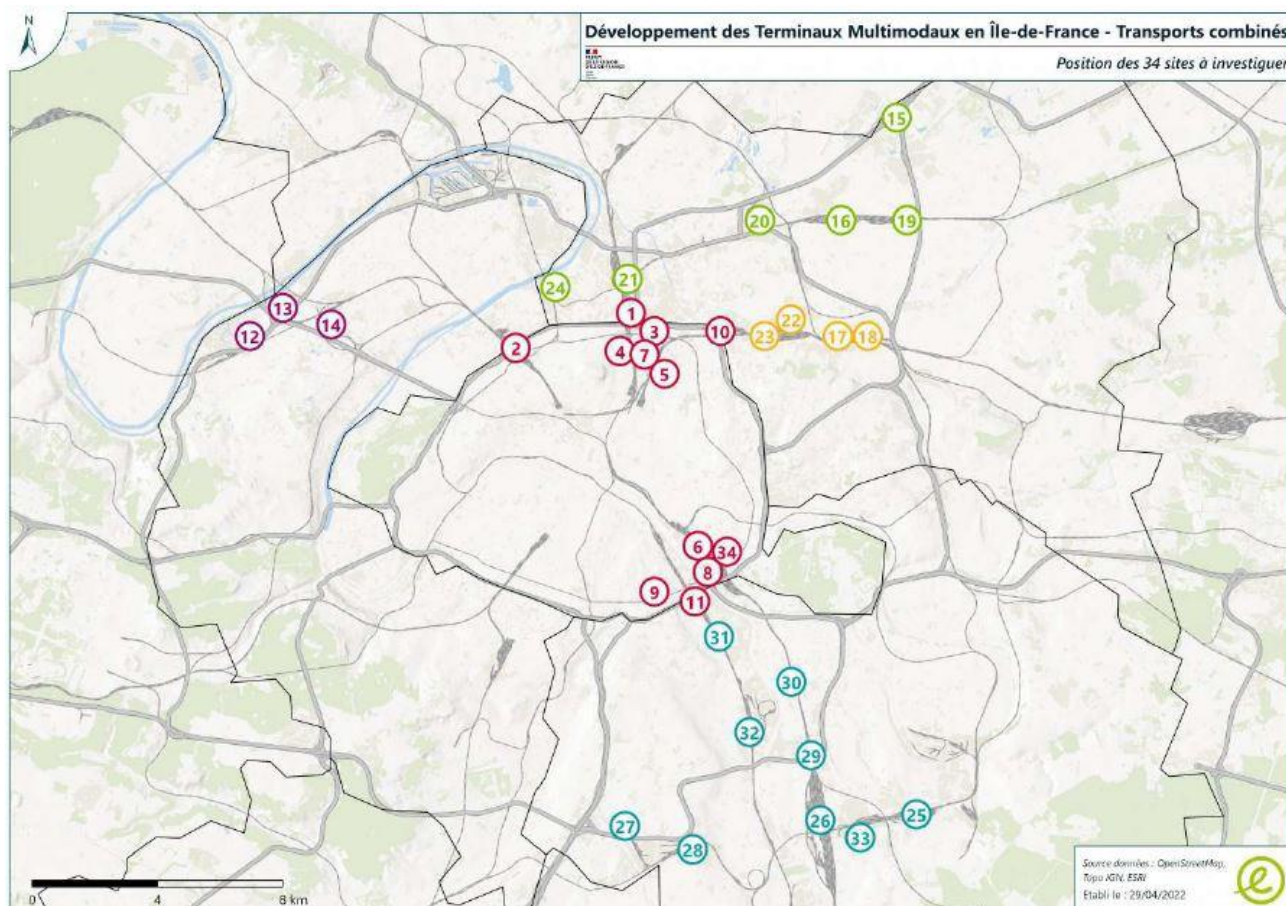 N
Développement des Terminaux Multimodaux en Île-de-France - Transports combinés
Position des 34 sites à investiguer
15
20 16 19
21
24
13
1
12 14
3
10
22
23 17 18
2
4 7
5
6 34
8
9 11
31
30
32
29
27
28
26 25
33
0 4 8 km
Source données : OpenStreetMap,
Topo IGN, ESRI
Etabli le : 29/04/2022
e